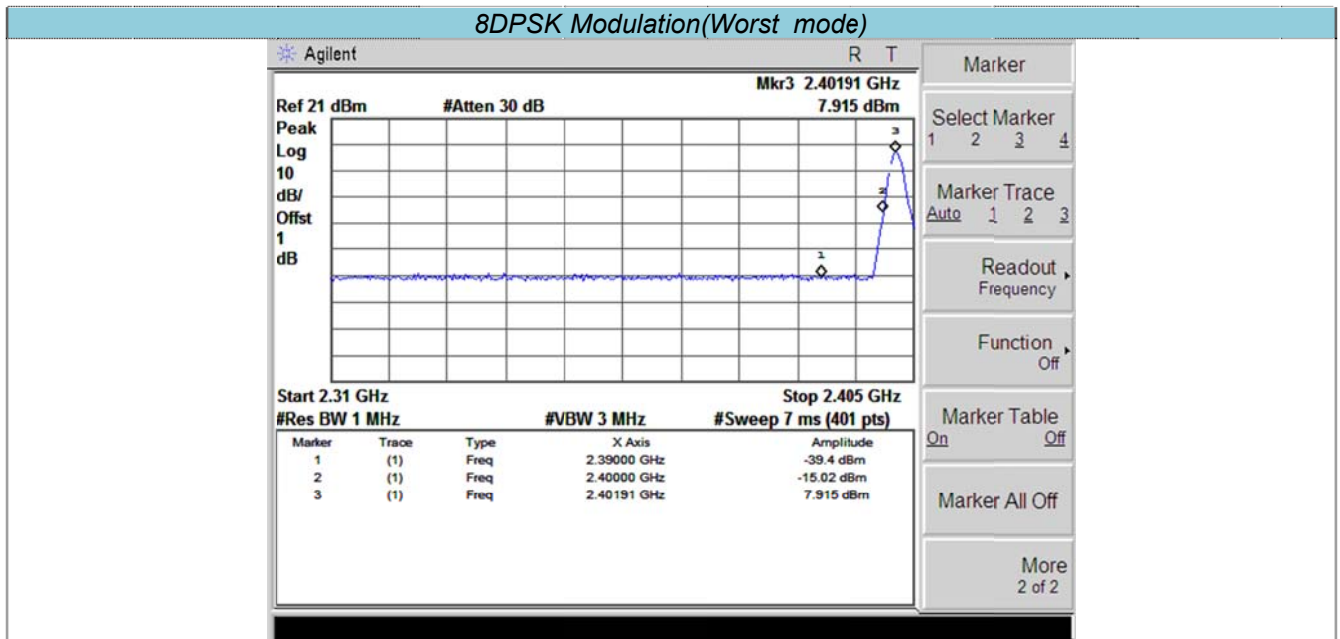 8DPSK Modulation(Worst mode)
Agilent
R T
Mkr3 2.40191 GHz
Ref 21 dBm #Atten 30 dB 7.915 dBm
Peak
Log
10
dB/
Offst
1
dB
3
2
1
Start 2.31 GHz Stop 2.405 GHz
#Res BW 1 MHz #VBW 3 MHz #Sweep 7 ms (401 pts)
Marker Trace Type X Axis Amplitude
1 (1) Freq 2.39000 GHz -39.4 dBm
2 (1) Freq 2.40000 GHz -15.02 dBm
3 (1) Freq 2.40191 GHz 7.915 dBm
Marker
Select Marker
1 2 3 4
Marker Trace
Auto 1 2 3
Readout
Frequency
Function
Off
Marker Table
On Off
Marker All Off
More
2 of 2